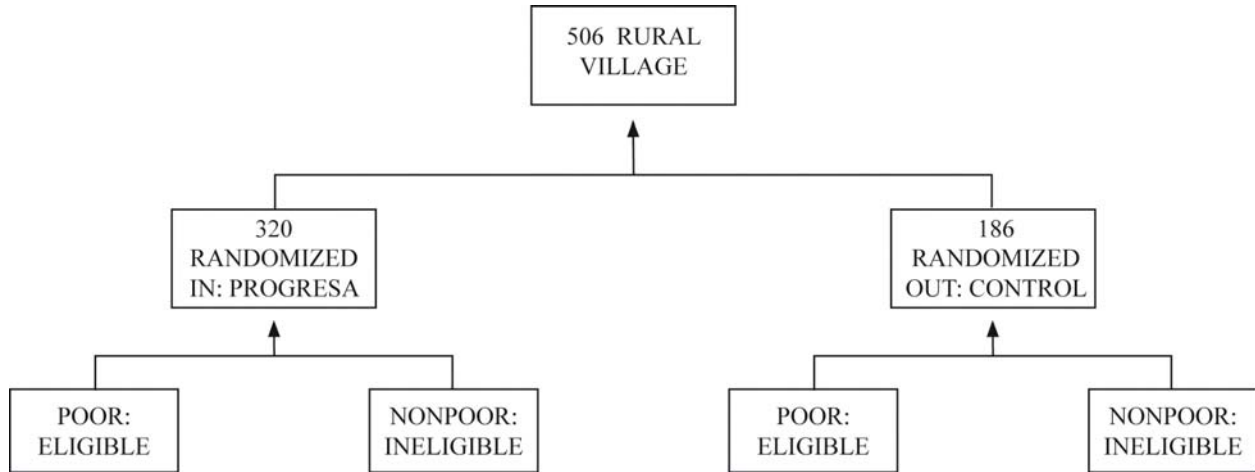 506 RURAL
VILLAGE
320
RANDOMIZED
IN: PROGRESA
186
RANDOMIZED
OUT: CONTROL
POOR:
ELIGIBLE
NONPOOR:
INELIGIBLE
POOR:
ELIGIBLE
NONPOOR:
INELIGIBLE